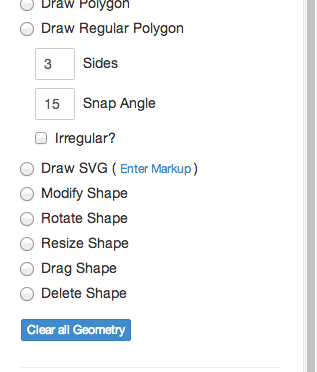 Draw Polygon
Draw Regular Polygon
3 Sides
15 Snap Angle
Irregular?
Draw SVG ( Enter Markup )
Modify Shape
Rotate Shape
Resize Shape
Drag Shape
Delete Shape
Clear all Geometry